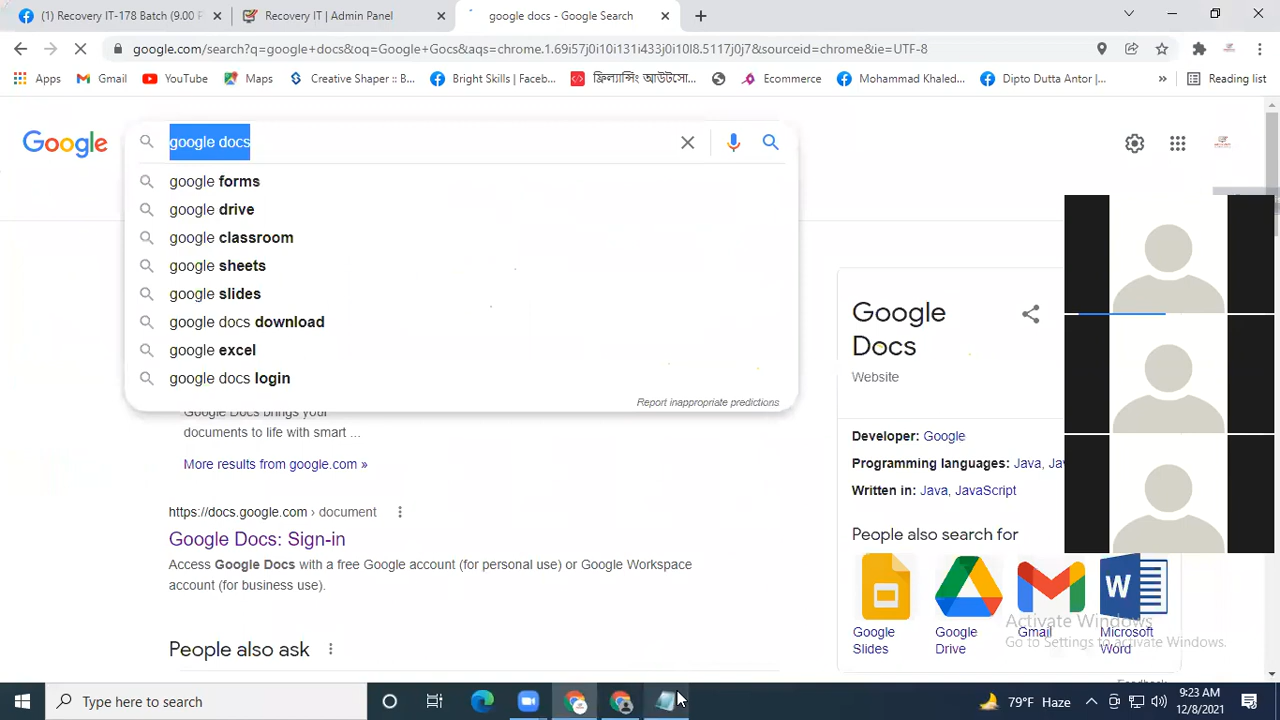 (1) Recovery IT-178 Batch (9.00 P
Recovery IT | Admin Panel
google docs - Google Search
google.com/search?q=google+docs&oq=Google+Gocs&aqs=chrome.1.69i57j0i10i131i433j0i10l8.5117j0j7&sourceid=chrome&ie=UTF-8
Apps
Gmail
YouTube
Maps
Creative Shaper :: B...
Bright Skills | Faceb...
ফ্রিল্যান্সিং আউটসো...
Ecommerce
Mohammad Khaled...
Dipto Dutta Antor |...
»
Reading list
Google
google docs
google forms
google drive
google classroom
google sheets
google slides
google docs download
google excel
google docs login
Report inappropriate predictions
Google Docs brings your
documents to life with smart ...
More results from google.com »
https://docs.google.com › document
Google Docs: Sign-in
Access Google Docs with a free Google account (for personal use) or Google Workspace
account (for business use).
People also ask
Google
Docs
Website
Developer: Google
Programming languages: Java, Ja
Written in: Java, JavaScript
People also search for
Google
Slides
Google
Drive
Gmail
Microsoft
Word
W
Activate Windows
Go to Settings to activate Windows.
Feedback
Type here to search
79°F Haze
9:23 AM
12/8/2021